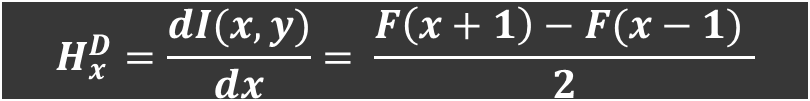 H_x^D = dI(x, y)/dx = F(x + 1) − F(x − 1)/2